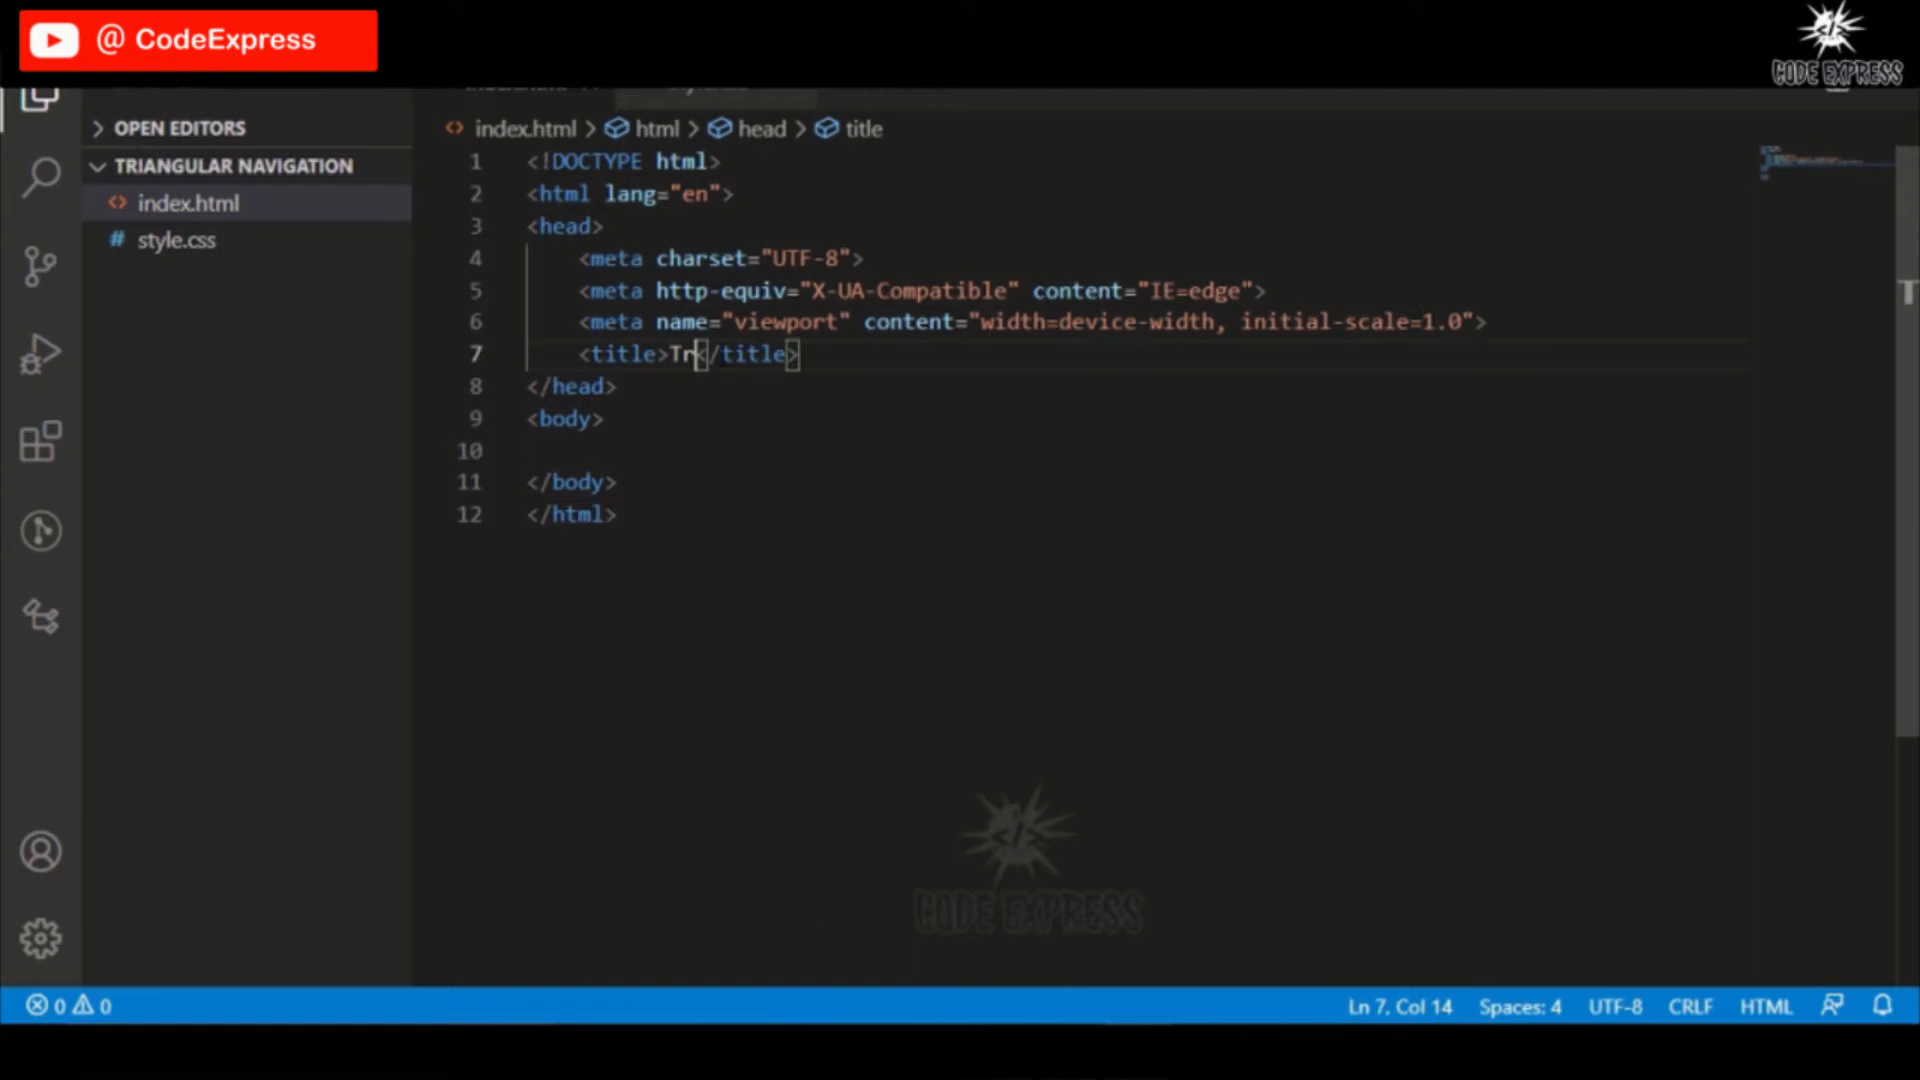 @ CodeExpress
CODE EXPRESS
OPEN EDITORS
TRIANGULAR NAVIGATION
index.html
style.css
index.html > html > head > title
1 <!DOCTYPE html>
2 <html lang="en">
3 <head>
4 <meta charset="UTF-8">
5 <meta http-equiv="X-UA-Compatible" content="IE=edge">
6 <meta name="viewport" content="width=device-width, initial-scale=1.0">
7 <title>Tr</title>
8 </head>
9 <body>
10
11 </body>
12 </html>
CODE EXPRESS
0 0
Ln 7, Col 14 Spaces: 4 UTF-8 CRLF HTML